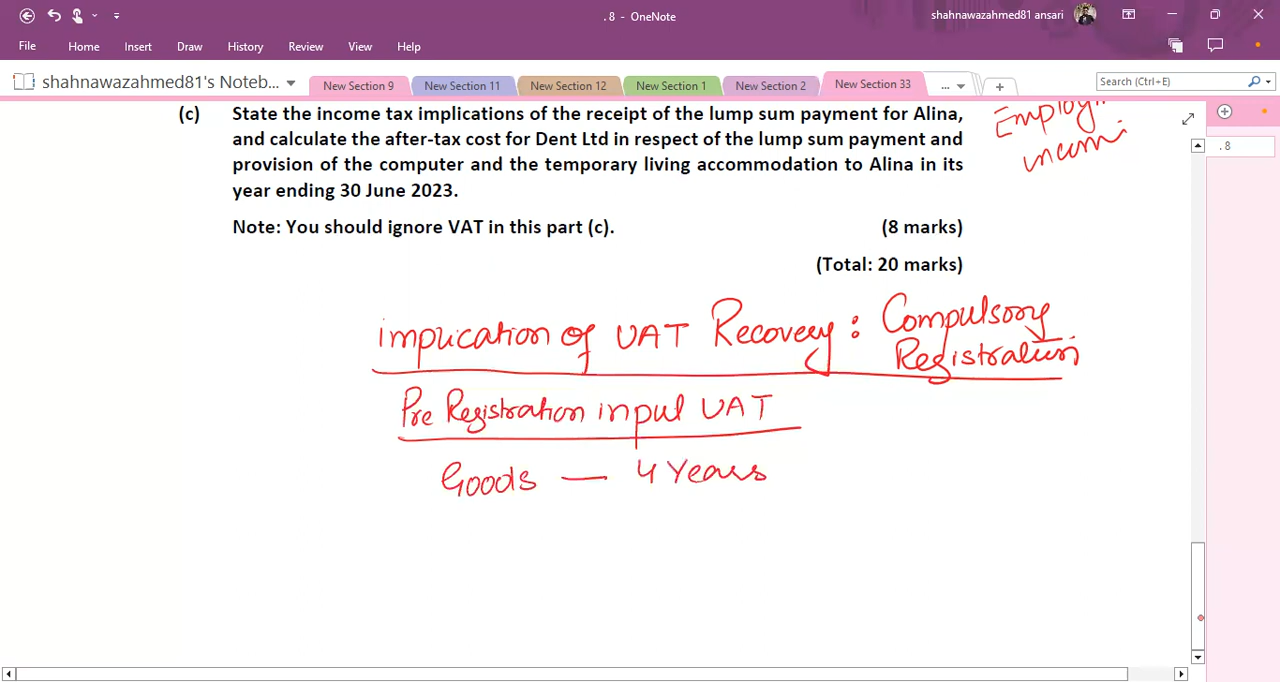 . 8 - OneNote
shahnawazahmed81 ansari
File Home Insert Draw History Review View Help
shahnawazahmed81's Noteb...
New Section 9
New Section 11
New Section 12
New Section 1
New Section 2
New Section 33
...
Search (Ctrl+E)
(c) State the income tax implications of the receipt of the lump sum payment for Alina,
and calculate the after-tax cost for Dent Ltd in respect of the lump sum payment and
provision of the computer and the temporary living accommodation to Alina in its
year ending 30 June 2023.
Note: You should ignore VAT in this part (c). (8 marks)
(Total: 20 marks)
. 8
implication of VAT Recovery : Compulsory
Registration
Pre Registration input VAT
Goods — 4 Years